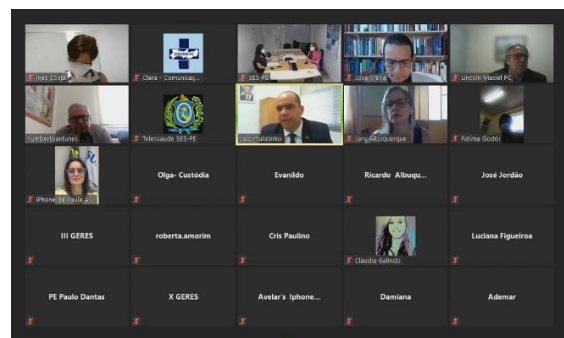 Inês Costa
Clara - Comunicaç...
SES-PE
José Vieira
Lincoln Maciel PC
humbertoantunes
Telessaude SES-PE
Jany Albuquerque
Fatima Godoi
iPhone de Paula A
Olga- Custódia
Evanildo
Ricardo Albuqu...
José Jordão
III GERES
roberta.amorim
Cris Paulino
Claudia Galindo
Luciana Figueiroa
PE Paulo Dantas
X GERES
Avelar's Iphone...
Damiana
Ademar